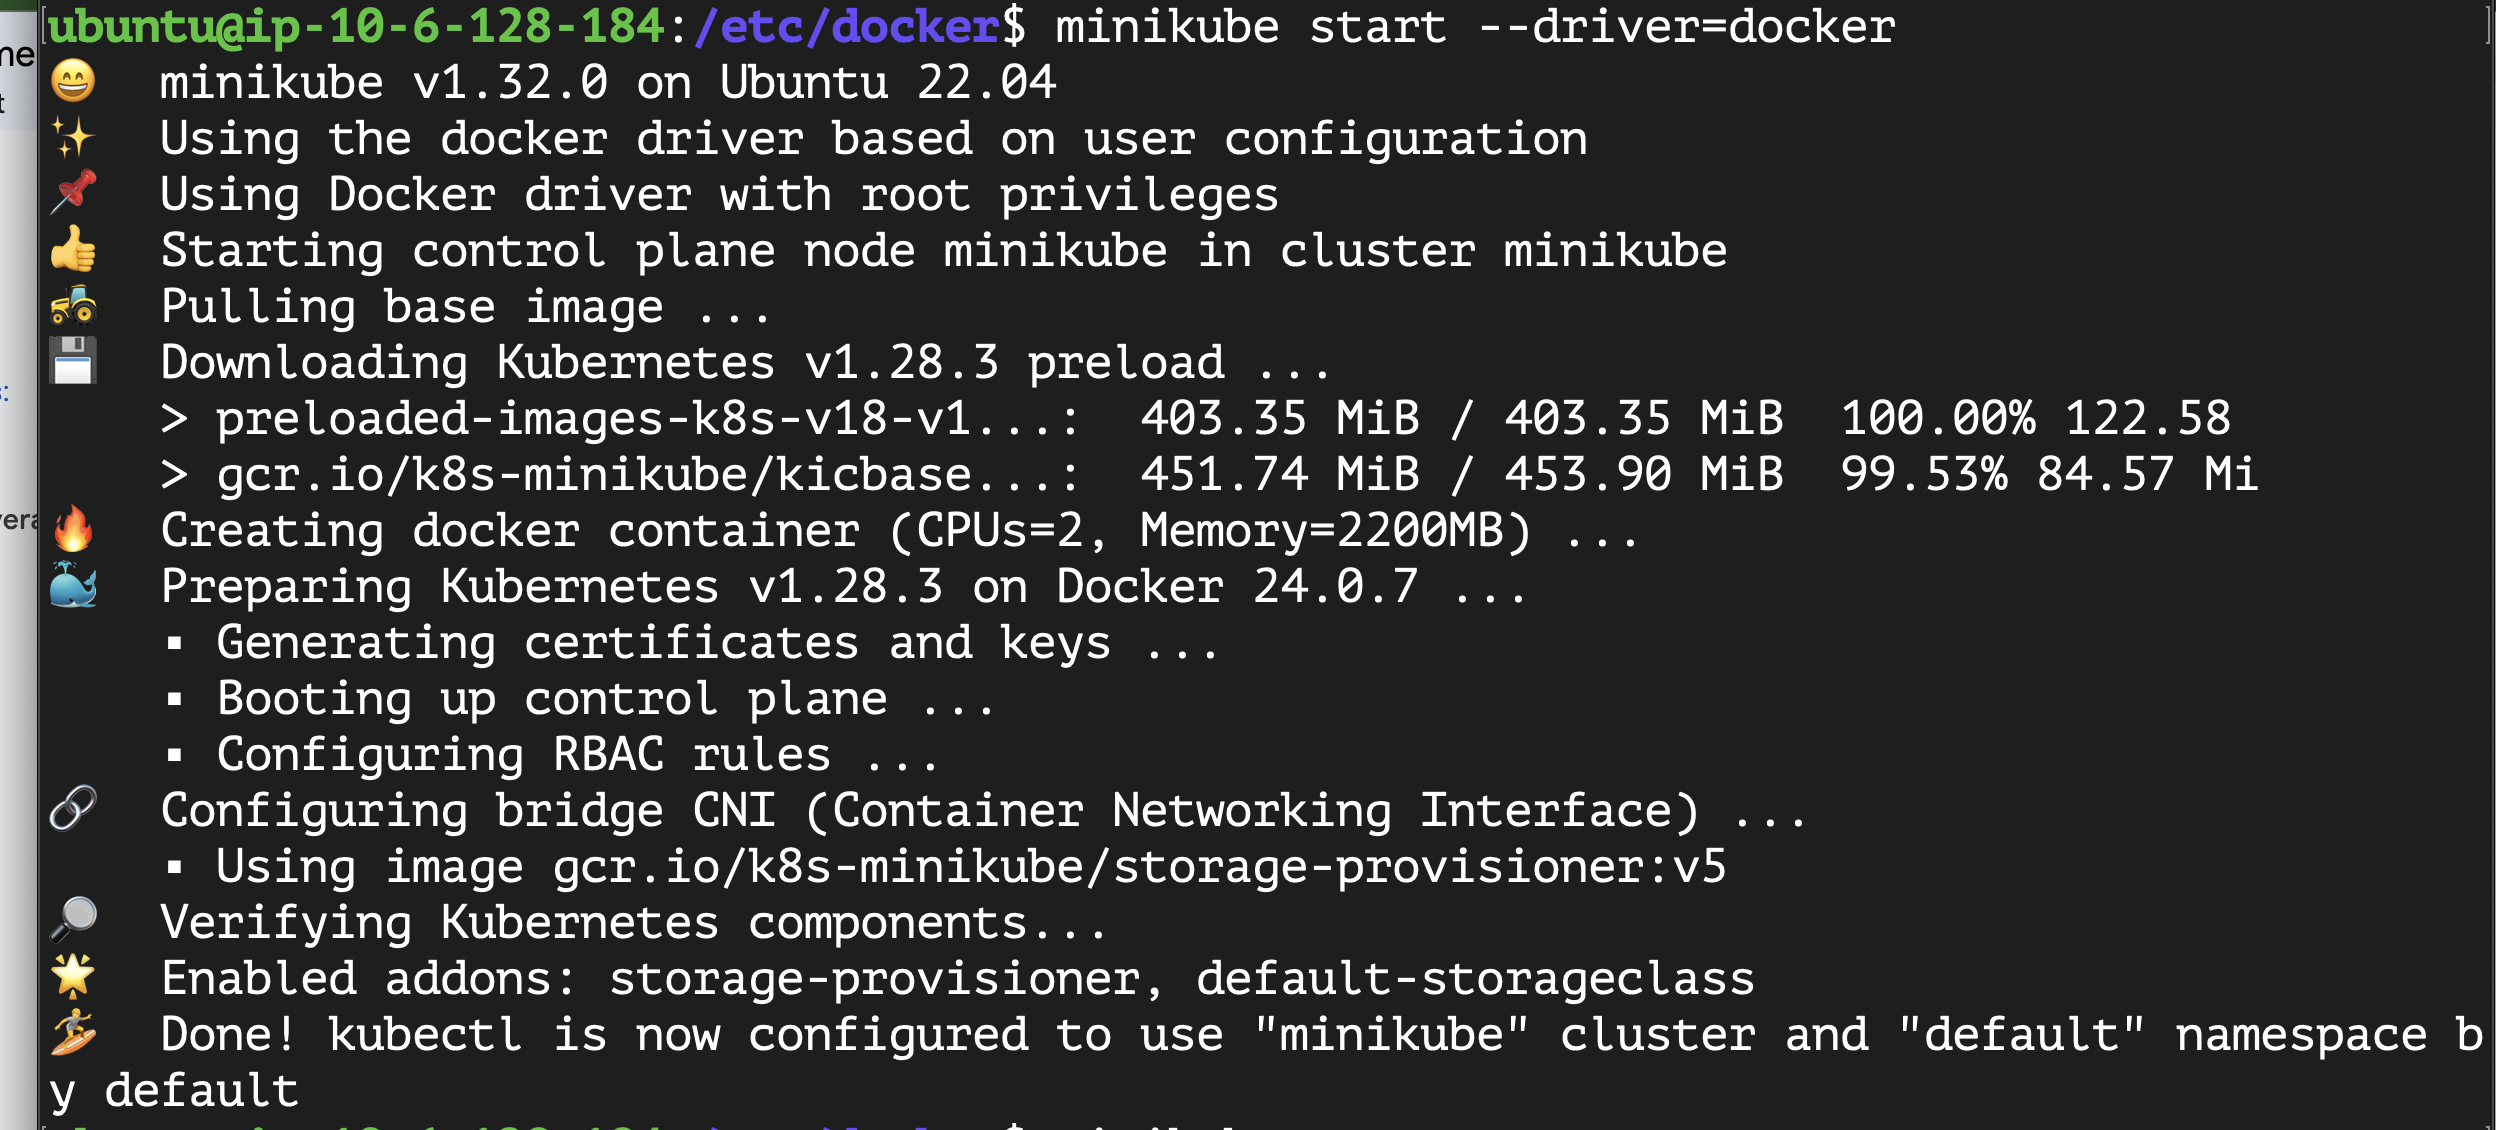 ubuntu@ip-10-6-128-184:/etc/docker$ minikube start --driver=docker
😄 minikube v1.32.0 on Ubuntu 22.04
✨ Using the docker driver based on user configuration
📌 Using Docker driver with root privileges
👍 Starting control plane node minikube in cluster minikube
🚜 Pulling base image ...
💾 Downloading Kubernetes v1.28.3 preload ...
> preloaded-images-k8s-v18-v1...: 403.35 MiB / 403.35 MiB 100.00% 122.58
> gcr.io/k8s-minikube/kicbase...: 451.74 MiB / 453.90 MiB 99.53% 84.57 Mi
🔥 Creating docker container (CPUs=2, Memory=2200MB) ...
🐳 Preparing Kubernetes v1.28.3 on Docker 24.0.7 ...
▪ Generating certificates and keys ...
▪ Booting up control plane ...
▪ Configuring RBAC rules ...
🔗 Configuring bridge CNI (Container Networking Interface) ...
▪ Using image gcr.io/k8s-minikube/storage-provisioner:v5
🔎 Verifying Kubernetes components...
🌟 Enabled addons: storage-provisioner, default-storageclass
🏄 Done! kubectl is now configured to use "minikube" cluster and "default" namespace b
y default